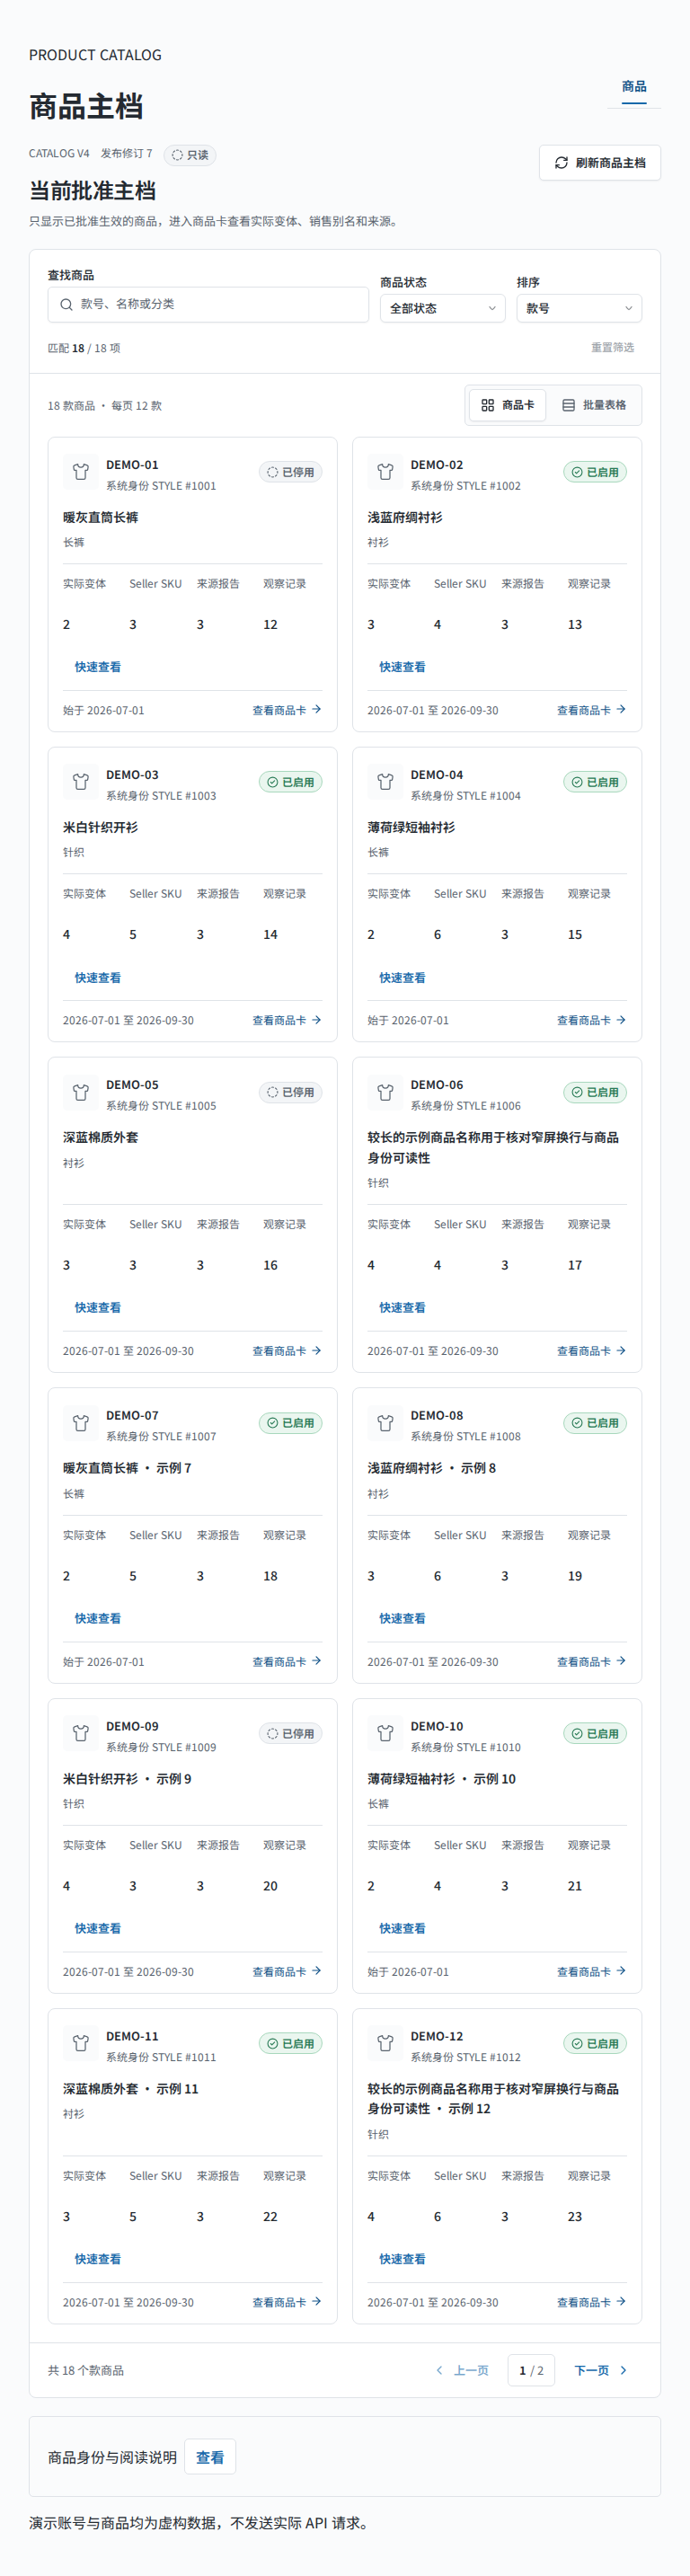 PRODUCT CATALOG
商品主档
商品
CATALOG V4 发布修订 7 只读
刷新商品主档
当前批准主档
只显示已批准生效的商品，进入商品卡查看实际变体、销售别名和来源。
查找商品
款号、名称或分类
商品状态
全部状态
排序
款号
匹配 18 / 18 项
重置筛选
18 款商品 · 每页 12 款
商品卡
批量表格
DEMO-01
系统身份 STYLE #1001
已停用
暖灰直筒长裤
长裤
实际变体 Seller SKU 来源报告 观察记录
2 3 3 12
快速查看
始于 2026-07-01 查看商品卡
DEMO-02
系统身份 STYLE #1002
已启用
浅蓝府绸衬衫
衬衫
实际变体 Seller SKU 来源报告 观察记录
3 4 3 13
快速查看
2026-07-01 至 2026-09-30 查看商品卡
DEMO-03
系统身份 STYLE #1003
已启用
米白针织开衫
针织
实际变体 Seller SKU 来源报告 观察记录
4 5 3 14
快速查看
2026-07-01 至 2026-09-30 查看商品卡
DEMO-04
系统身份 STYLE #1004
已启用
薄荷绿短袖衬衫
长裤
实际变体 Seller SKU 来源报告 观察记录
2 6 3 15
快速查看
始于 2026-07-01 查看商品卡
DEMO-05
系统身份 STYLE #1005
已停用
深蓝棉质外套
衬衫
实际变体 Seller SKU 来源报告 观察记录
3 3 3 16
快速查看
2026-07-01 至 2026-09-30 查看商品卡
DEMO-06
系统身份 STYLE #1006
已启用
较长的示例商品名称用于核对窄屏换行与商品
身份可读性
针织
实际变体 Seller SKU 来源报告 观察记录
4 4 3 17
快速查看
2026-07-01 至 2026-09-30 查看商品卡
DEMO-07
系统身份 STYLE #1007
已启用
暖灰直筒长裤 · 示例 7
长裤
实际变体 Seller SKU 来源报告 观察记录
2 5 3 18
快速查看
始于 2026-07-01 查看商品卡
DEMO-08
系统身份 STYLE #1008
已启用
浅蓝府绸衬衫 · 示例 8
衬衫
实际变体 Seller SKU 来源报告 观察记录
3 6 3 19
快速查看
2026-07-01 至 2026-09-30 查看商品卡
DEMO-09
系统身份 STYLE #1009
已停用
米白针织开衫 · 示例 9
针织
实际变体 Seller SKU 来源报告 观察记录
4 3 3 20
快速查看
2026-07-01 至 2026-09-30 查看商品卡
DEMO-10
系统身份 STYLE #1010
已启用
薄荷绿短袖衬衫 · 示例 10
长裤
实际变体 Seller SKU 来源报告 观察记录
2 4 3 21
快速查看
始于 2026-07-01 查看商品卡
DEMO-11
系统身份 STYLE #1011
已启用
深蓝棉质外套 · 示例 11
衬衫
实际变体 Seller SKU 来源报告 观察记录
3 5 3 22
快速查看
2026-07-01 至 2026-09-30 查看商品卡
DEMO-12
系统身份 STYLE #1012
已启用
较长的示例商品名称用于核对窄屏换行与商品
身份可读性 · 示例 12
针织
实际变体 Seller SKU 来源报告 观察记录
4 6 3 23
快速查看
2026-07-01 至 2026-09-30 查看商品卡
共 18 个款商品
上一页 1 / 2 下一页
商品身份与阅读说明 查看
演示账号与商品均为虚构数据，不发送实际 API 请求。